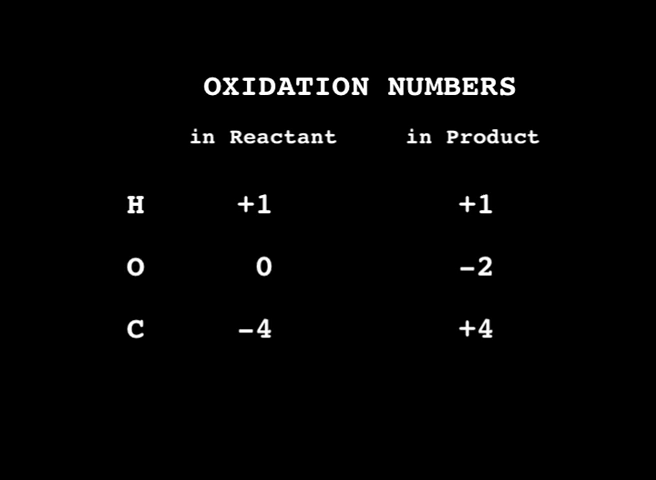 OXIDATION NUMBERS
in Reactant in Product
H +1 +1
O 0 -2
C -4 +4